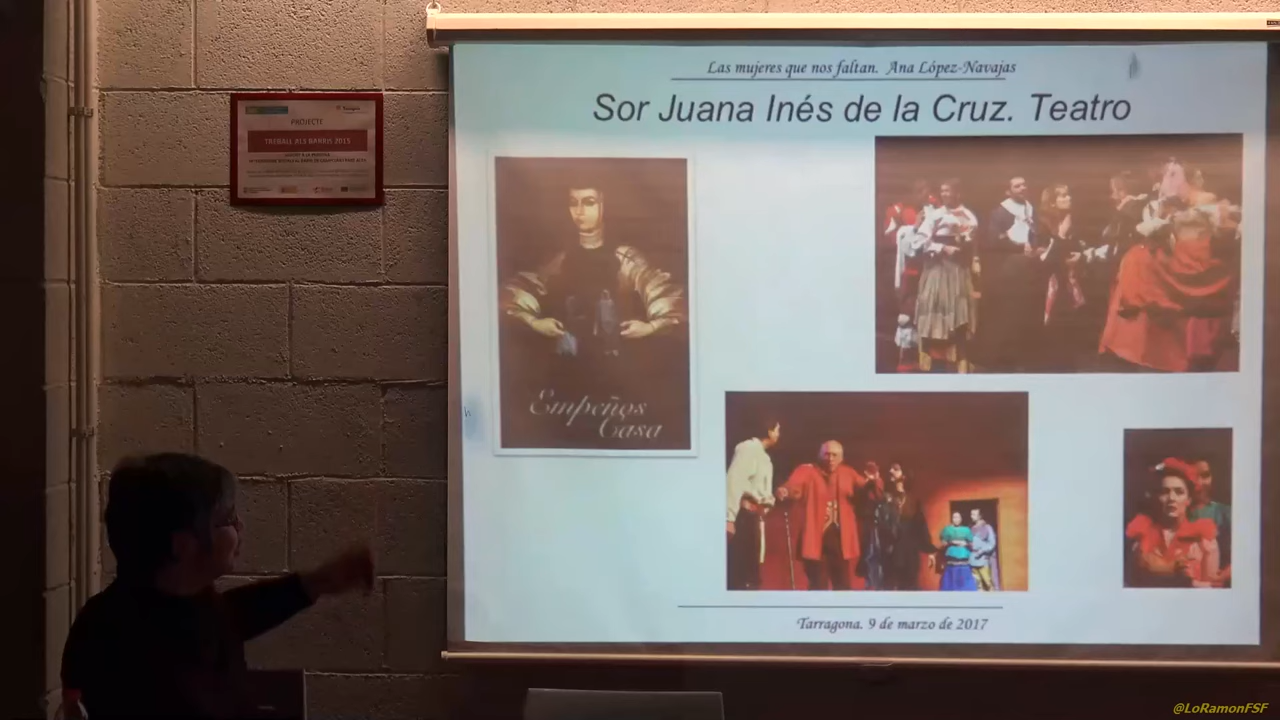 Las mujeres que nos faltan. Ana López-Navajas
Sor Juana Inés de la Cruz. Teatro
PROJECTE
TREBALL ALS BARRIS 2015
Empeños
Casa
Tarragona. 9 de marzo de 2017
@LoRamonFSF